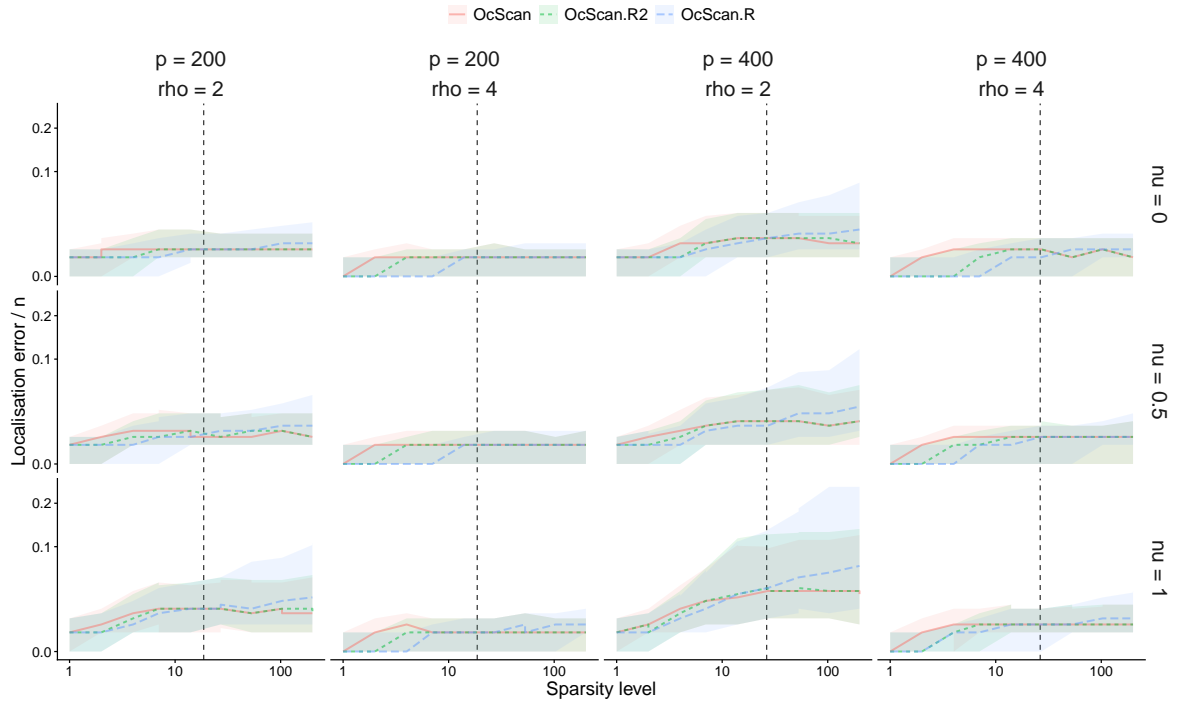 OcScan OcScan.R2 OcScan.R
p = 200 p = 200 p = 400 p = 400
rho = 2 rho = 4 rho = 2 rho = 4
0.2
0.1
0.0
nu = 0
0.2
0.1
0.0
nu = 0.5
0.2
0.1
0.0
nu = 1
Localisation error / n
1 10 100 1 10 100 1 10 100 1 10 100
Sparsity level